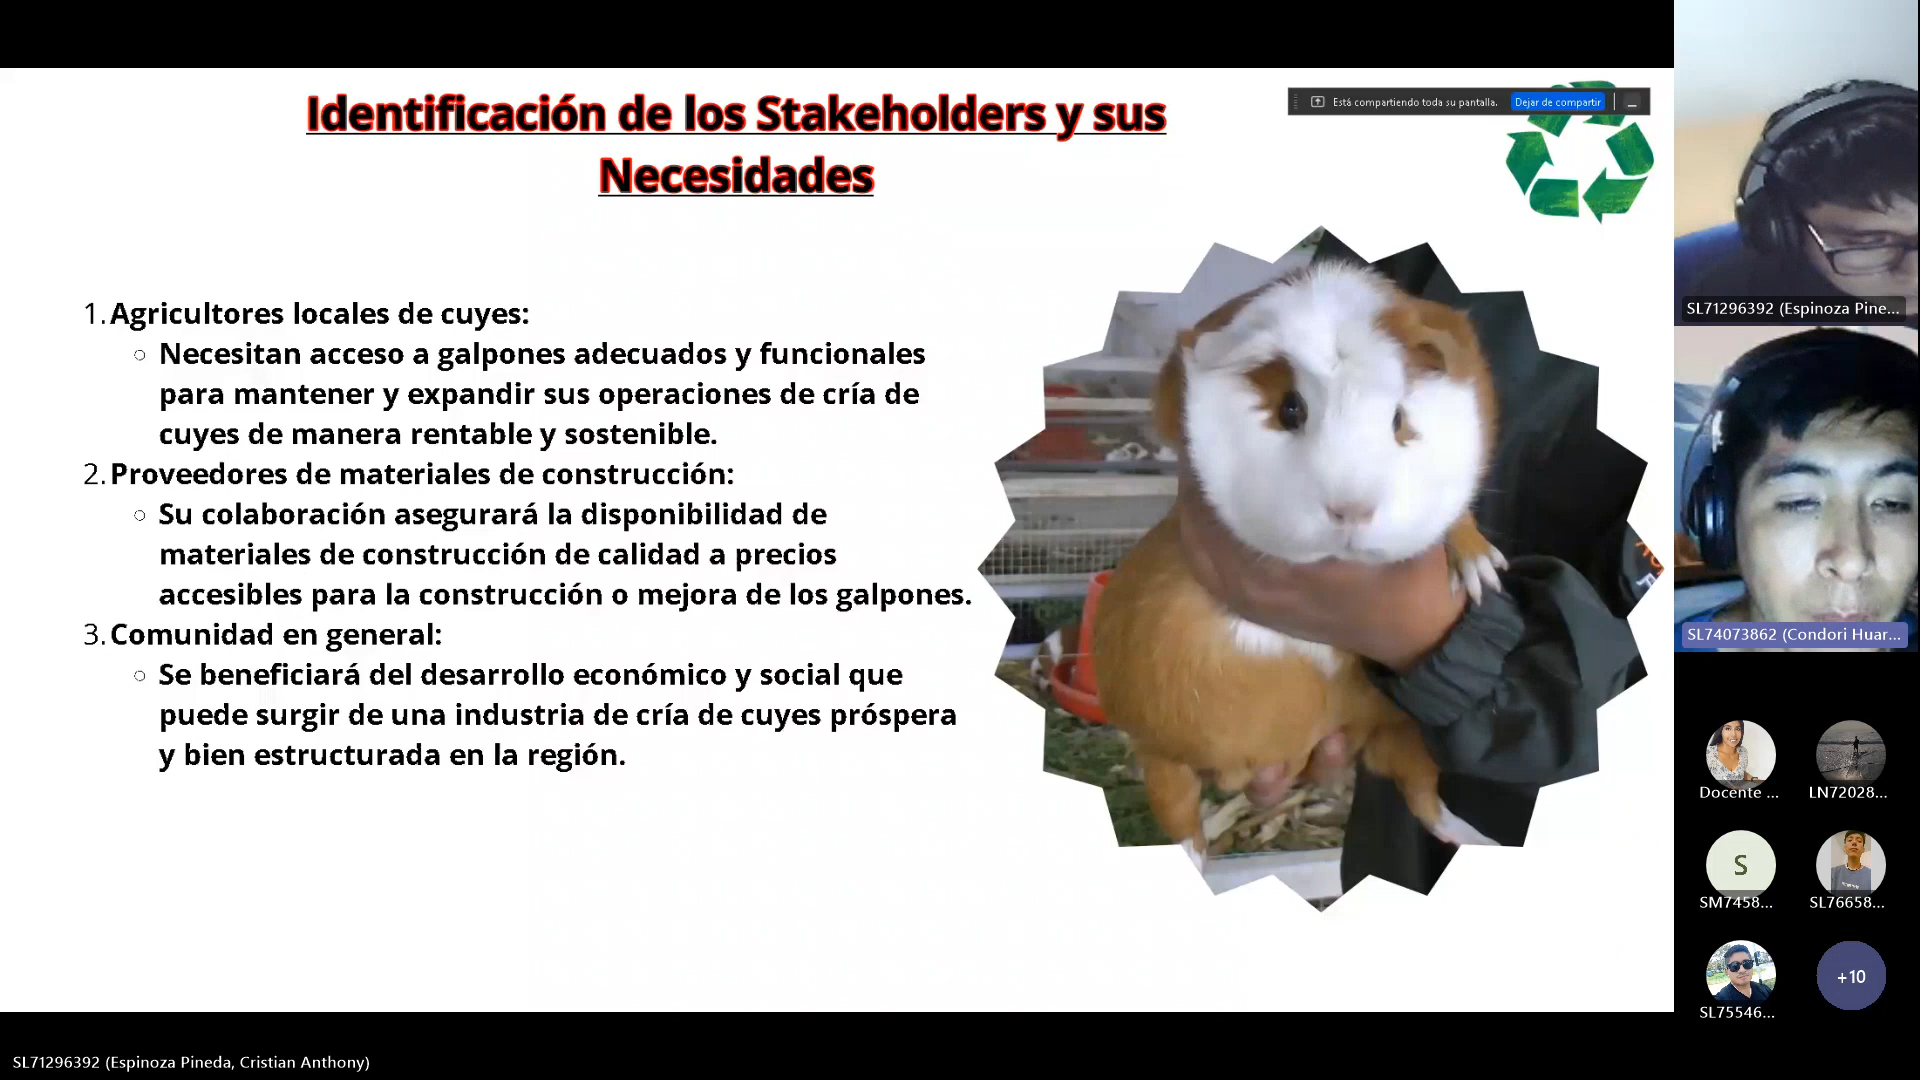 Identificación de los Stakeholders y sus
Necesidades
Está compartiendo toda su pantalla.
Dejar de compartir
1. Agricultores locales de cuyes:
Necesitan acceso a galpones adecuados y funcionales
para mantener y expandir sus operaciones de cría de
cuyes de manera rentable y sostenible.
2. Proveedores de materiales de construcción:
Su colaboración asegurará la disponibilidad de
materiales de construcción de calidad a precios
accesibles para la construcción o mejora de los galpones.
3. Comunidad en general:
Se beneficiará del desarrollo económico y social que
puede surgir de una industria de cría de cuyes próspera
y bien estructurada en la región.
SL71296392 (Espinoza Pine...
SL74073862 (Condori Huar...
Docente ...
LN72028...
S
SM7458...
SL76658...
SL75546...
+10
SL71296392 (Espinoza Pineda, Cristian Anthony)